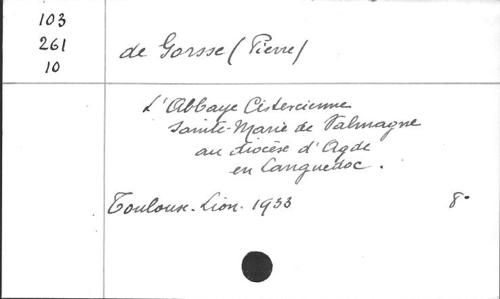 103
261
10
de Gorsse (Pierre)
L'Abbaye Cistercienne
Sainte-Marie de Valmagne
au diocèse d'Agde
en Languedoc.
Toulouse. Lion. 1933
8°